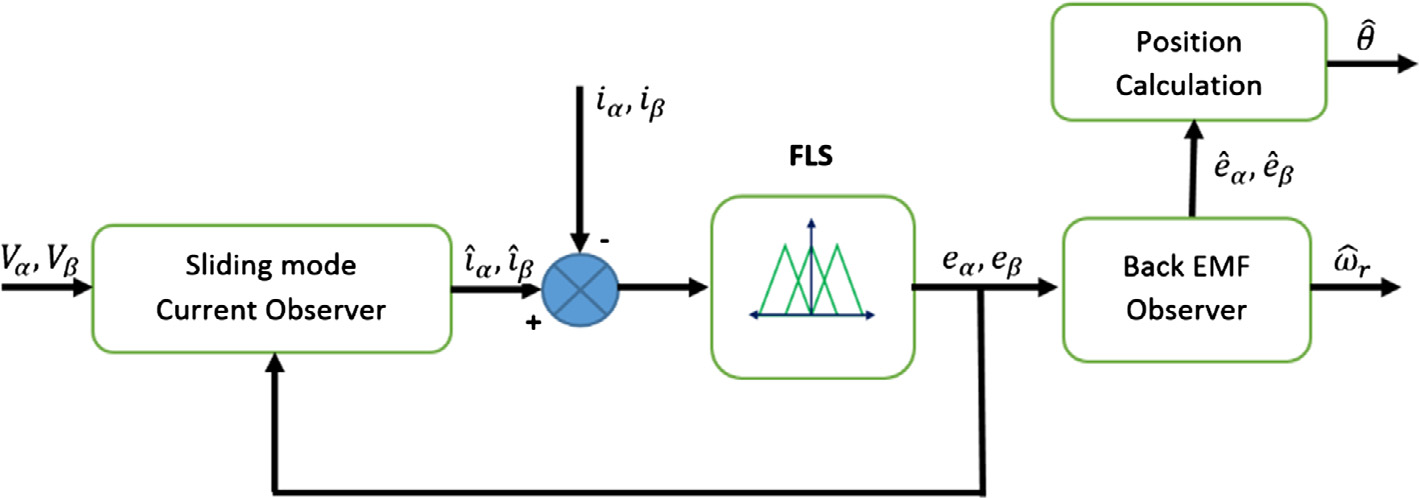 Position
Calculation
θ̂
i_α, i_β
FLS
ê_α, ê_β
V_α, V_β
Sliding mode
Current Observer
î_α, î_β
-
+
e_α, e_β
Back EMF
Observer
ω̂_r